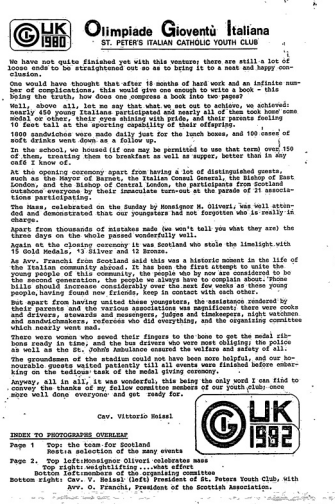 UK
1980
Olimpiade Gioventù Italiana
ST. PETER'S ITALIAN CATHOLIC YOUTH CLUB
We have not quite finished yet with this venture; there are still a lot of
loose ends to be straightened out so as to bring it to a neat and happy con-
clusion.
One would have thought that after 18 months of hard work and an infinite num-
ber of complications, this would give one enough to write a book - this
being the truth, how does one compress a book into two pages?
Well, above all, let me say that what we set out to achieve, we achieved:
nearly 450 young Italians participated and nearly all of them took home some
medal or other, their eyes shining with pride, and their parents feeling
10 feet tall at the sporting capability of their offspring.
1800 sandwiches were made daily just for the lunch boxes, and 100 cases of
soft drinks went down as a follow up.
In the school, we housed (if one may be permitted to use that term) over 150
of them, treating them to breakfast as well as supper, better than in any
café I know of.
At the opening ceremony apart from having a lot of distinguished guests,
such as the Mayor of Barnet, the Italian Consul General, the Bishop of East
London, and the Bishop of Central London, the participants from Scotland
outshone everyone by their immaculate turn-out at the parade of 21 associa-
tions participating.
The Mass, celebrated on the Sunday by Monsignor M. Oliveri, was well atten-
ded and demonstrated that our youngsters had not forgotten who is really in
charge.
Apart from thousands of mistakes made (we won't tell you what they are) the
three days on the whole passed wonderfully well.
Again at the closing ceremony it was Scotland who stole the limelight with
15 Gold Medals, 13 Silver and 12 Bronze.
As Avv. Franchi from Scotland said this was a historic moment in the life of
the Italian community abroad. It has been the first attempt to unite the
young people of this community, the people who by now are considered to be
the second generation, the people we always seem to complain about. Phone
bills should increase considerably over the next few weeks as these young
people, having found new friends, keep in contact with each other.
But apart from having united these youngsters, the assistance rendered by
their parents and the various associations was magnificent; there were cooks
and drivers, stewards and messengers, judges and timekeepers, night watchmen
and sandwichmakers, referees who did everything, and the organising committee
which nearly went mad.
There were women who sewed their fingers to the bone to get the medal rib-
bons ready in time, and the bus drivers who were most obliging; the police
as well as the St. John's Ambulance ensured the welfare and safety of all.
The groundsmen of the stadium could not have been more helpful, and our ho-
nourable guests waited patiently till all events were finished before embar-
king on the tedious task of the medal giving ceremony.
Anyway, all in all, it was wonderful, this being the only word I can find to
convey the thanks of my fellow committee members of our youth club; once
more well done everyone and get ready for.
Cav. Vittorio Heissl
UK
1982
INDEX TO PHOTOGRAPHS OVERLEAF
Page 1 Top: the team for Scotland
Rest: a selection of the many events
Page 2. Top left: Monsignor Oliveri celebrates mass
Top right: weightlifting ...what effort
Bottom left: members of the organising committee
Bottom right: Cav. V. Heissl (left) President of St. Peters Youth Club, with
Avv. O. Franchi, President of the Scottish Association.